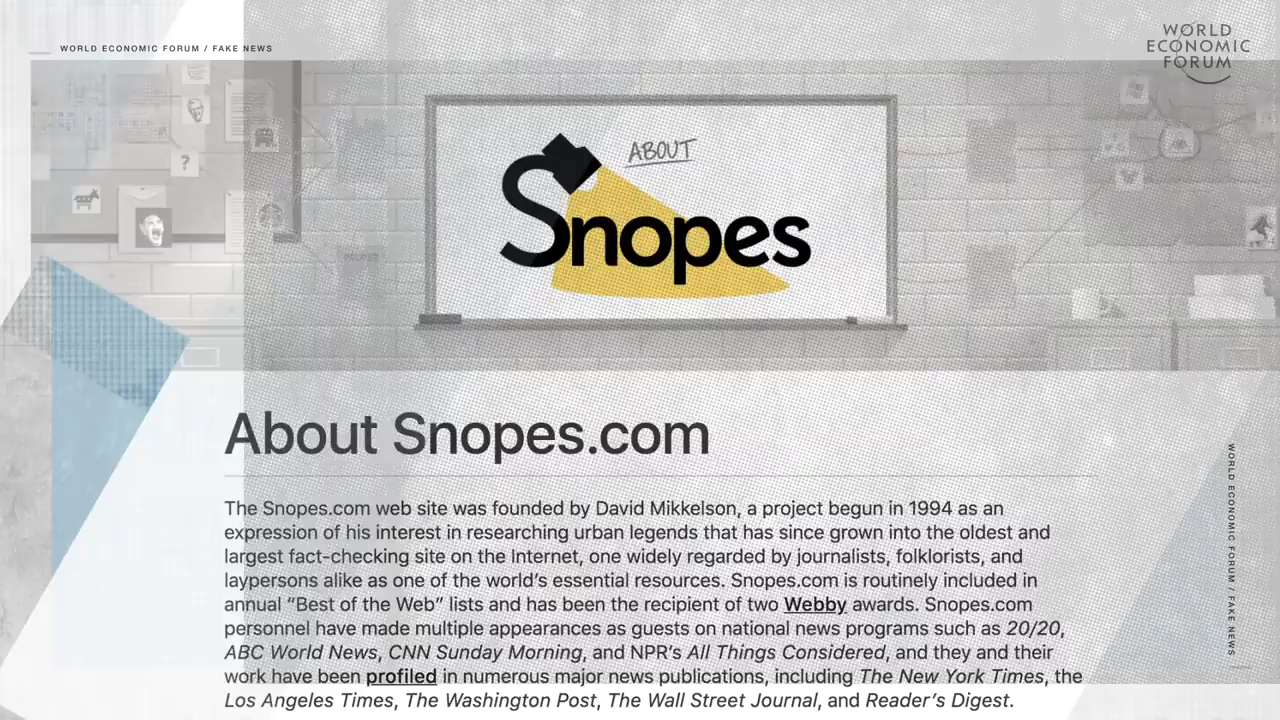 WORLD ECONOMIC FORUM / FAKE NEWS
WORLD
ECONOMIC
FORUM
ABOUT
Snopes
?
About Snopes.com
The Snopes.com web site was founded by David Mikkelson, a project begun in 1994 as an
expression of his interest in researching urban legends that has since grown into the oldest and
largest fact-checking site on the Internet, one widely regarded by journalists, folklorists, and
laypersons alike as one of the world’s essential resources. Snopes.com is routinely included in
annual “Best of the Web” lists and has been the recipient of two Webby awards. Snopes.com
personnel have made multiple appearances as guests on national news programs such as 20/20,
ABC World News, CNN Sunday Morning, and NPR’s All Things Considered, and they and their
work have been profiled in numerous major news publications, including The New York Times, the
Los Angeles Times, The Washington Post, The Wall Street Journal, and Reader’s Digest.
WORLD ECONOMIC FORUM / FAKE NEWS